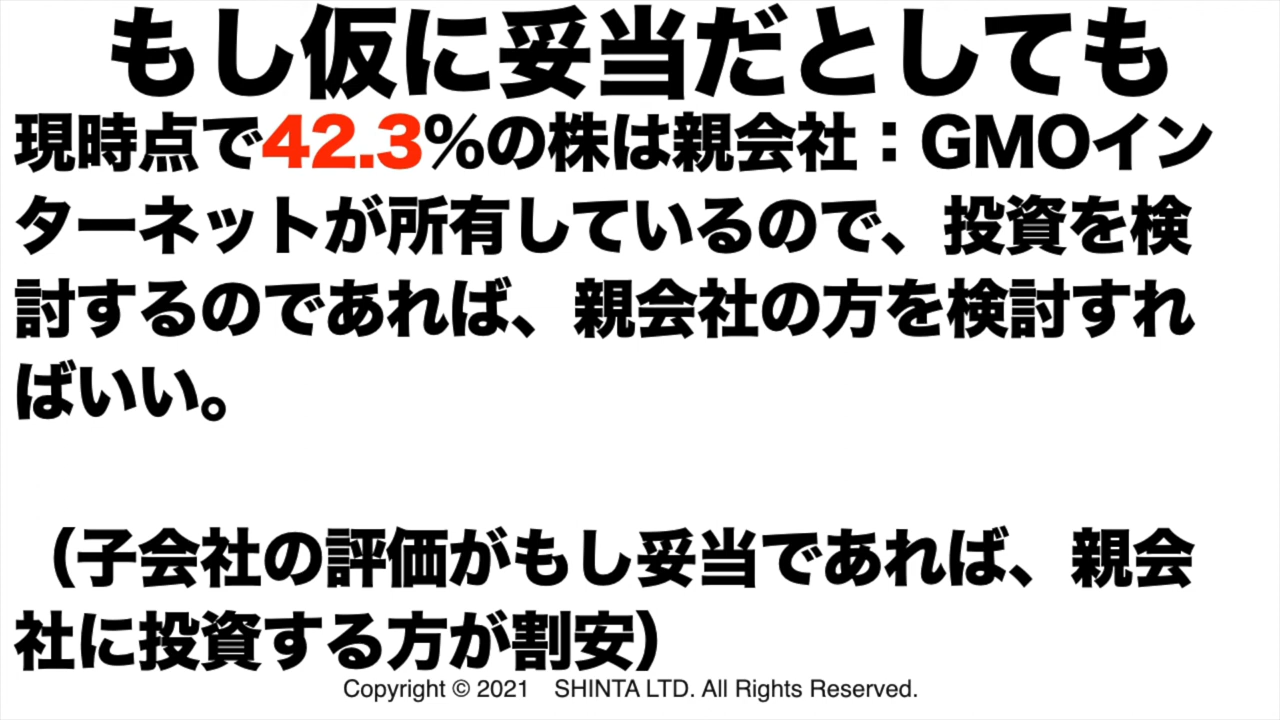 もし仮に妥当だとしても
現時点で42.3%の株は親会社：GMOイン
ターネットが所有しているので、投資を検
討するのであれば、親会社の方を検討すれ
ばいい。
（子会社の評価がもし妥当であれば、親会
社に投資する方が割安）
Copyright © 2021　SHINTA LTD. All Rights Reserved.